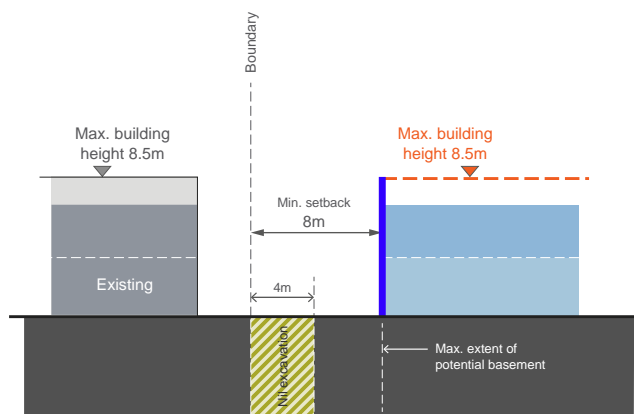 Boundary
Max. building
height 8.5m
Max. building
height 8.5m
Min. setback
8m
Existing
4m
Nil excavation
Max. extent of
potential basement